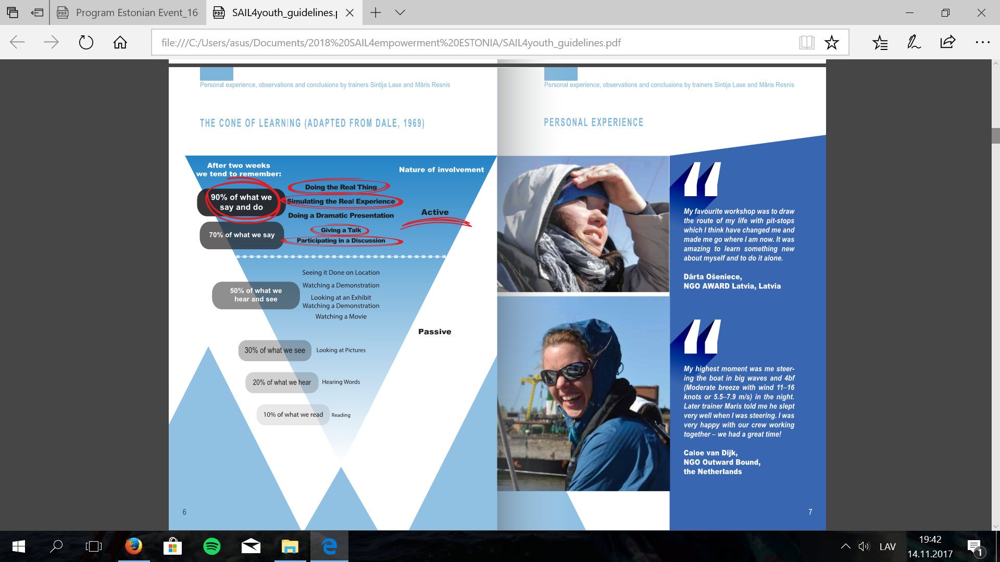 Program Estonian Event_16
SAIL4youth_guidelines.p
file:///C:/Users/asus/Documents/2018%20SAIL4empowerment%20ESTONIA/SAIL4youth_guidelines.pdf
Personal experience, observations and conclusions by trainers Sintija Lase and Māris Resnis
THE CONE OF LEARNING (ADAPTED FROM DALE, 1969)
After two weeks
we tend to remember:
Nature of involvement
90% of what we
say and do
Doing the Real Thing
Simulating the Real Experience
Doing a Dramatic Presentation
Active
70% of what we say
Giving a Talk
Participating in a Discussion
50% of what we
hear and see
Seeing it Done on Location
Watching a Demonstration
Looking at an Exhibit
Watching a Demonstration
Watching a Movie
Passive
30% of what we see
Looking at Pictures
20% of what we hear
Hearing Words
10% of what we read
Reading
6
Personal experience, observations and conclusions by trainers Sintija Lase and Māris Resnis
PERSONAL EXPERIENCE
“
My favourite workshop was to draw
the route of my life with pit-stops
which I think have changed me and
made me go where I am now. It was
amazing to learn something new
about myself and to do it alone.
Dārta Ošeniece,
NGO AWARD Latvia, Latvia
“
My highest moment was me steer-
ing the boat in big waves and 4bf
(Moderate breeze with wind 11–16
knots or 5.5–7.9 m/s) in the night.
Later trainer Maris told me he slept
very well when I was steering. I was
very happy with our crew working
together – we had a great time!
Caloe van Dijk,
NGO Outward Bound,
the Netherlands
7
LAV
19:42
14.11.2017
1